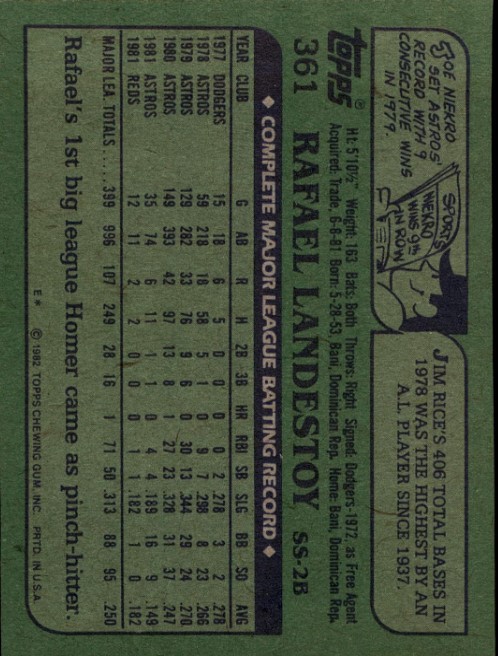 JOE NIEKRO
SET ASTROS'
RECORD WITH 9
CONSECUTIVE WINS
IN 1979.
SPORTS
NIEKRO
WINS 9th
IN ROW
JIM RICE'S 406 TOTAL BASES IN
1978 WAS THE HIGHEST BY AN
A.L. PLAYER SINCE 1937.
topps®
Ht: 5'10½" Weight: 163 Bats: Both Throws: Right Signed: Dodgers-1972, as Free Agent
Acquired: Trade, 6-8-81 Born: 5-28-53, Bani, Dominican Rep. Home: Bani, Dominican Rep.
361 RAFAEL LANDESTOY SS-2B
◆ COMPLETE MAJOR LEAGUE BATTING RECORD ◆
YEAR CLUB G AB R H 2B 3B HR RBI SB SLG BB SO AVG
1977 DODGERS 15 18 6 5 0 0 0 0 2 .278 3 2 .278
1978 ASTROS 59 218 18 58 5 1 0 9 7 .298 8 23 .266
1979 ASTROS 129 282 33 76 9 6 0 30 13 .344 29 24 .270
1980 ASTROS 149 393 42 97 13 8 1 27 23 .328 31 37 .247
1981 ASTROS 35 74 6 11 1 1 0 4 4 .189 16 9 .149
1981 REDS 12 11 2 2 0 0 0 1 1 .182 1 0 .182
MAJOR LEA. TOTALS .... 399 996 107 249 28 16 1 71 50 .313 88 95 .250
Rafael's 1st big league Homer came as pinch-hitter.
E* © 1982 TOPPS CHEWING GUM, INC. PRTD. IN U.S.A.